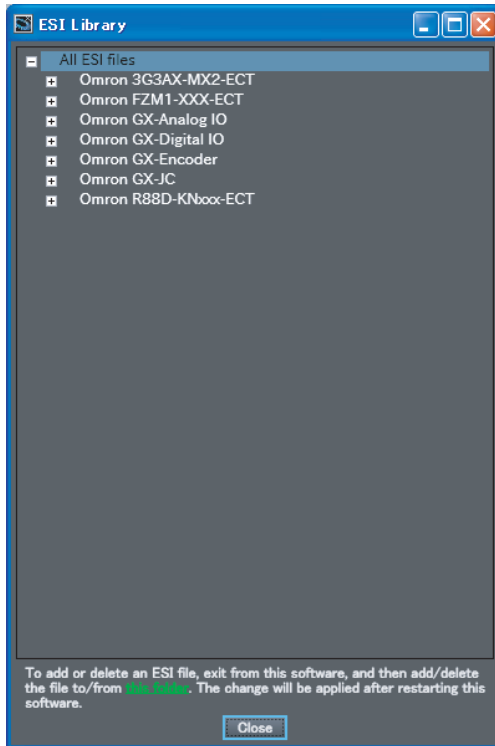 ESI Library
All ESI files
Omron 3G3AX-MX2-ECT
Omron FZM1-XXX-ECT
Omron GX-Analog IO
Omron GX-Digital IO
Omron GX-Encoder
Omron GX-JC
Omron R88D-KNxxx-ECT
To add or delete an ESI file, exit from this software, and then add/delete
the file to/from this folder. The change will be applied after restarting this
software.
Close